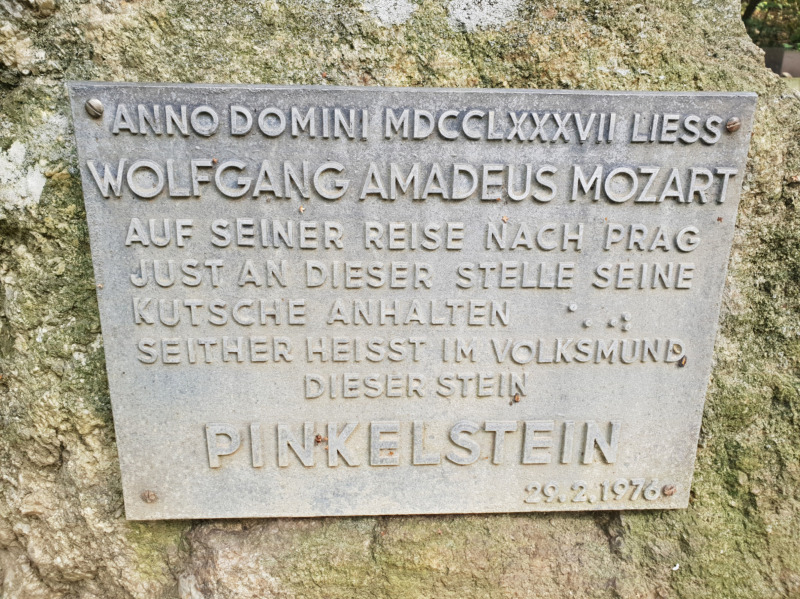 ANNO DOMINI MDCCLXXXVII LIESS
WOLFGANG AMADEUS MOZART
AUF SEINER REISE NACH PRAG
JUST AN DIESER STELLE SEINE
KUTSCHE ANHALTEN
SEITHER HEISST IM VOLKSMUND
DIESER STEIN
PINKELSTEIN
29.2.1976